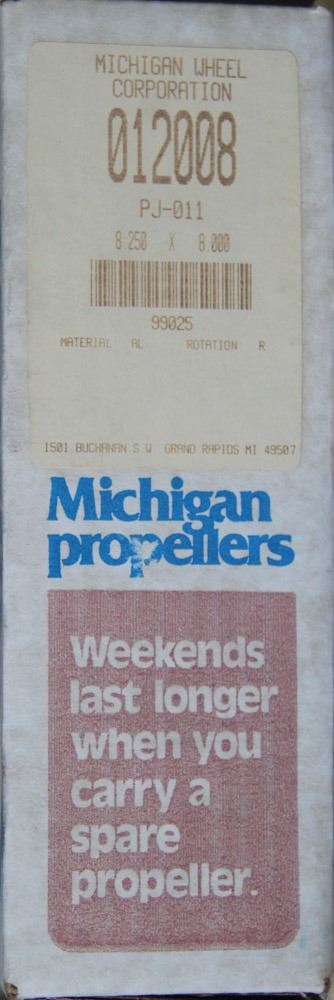 MICHIGAN WHEEL
CORPORATION
012008
PJ-011
8.250 X 8.000
99025
MATERIAL AL ROTATION R
1501 BUCHANAN S W GRAND RAPIDS MI 49507
Michigan
propellers
Weekends
last longer
when you
carry a
spare
propeller.